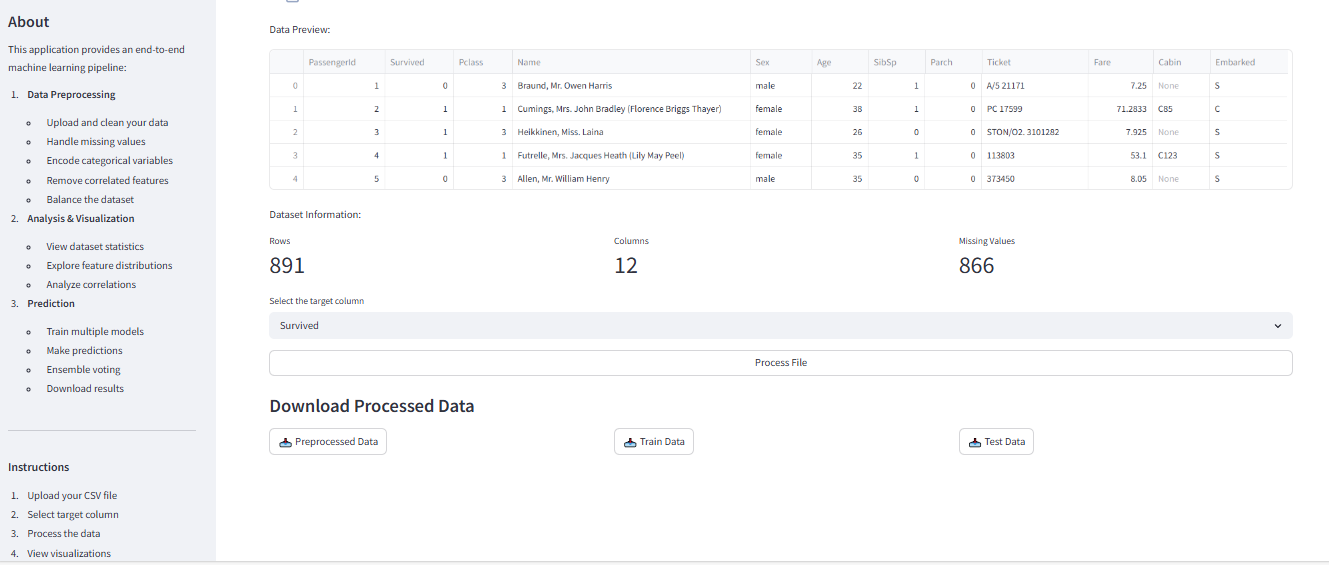 About
This application provides an end-to-end
machine learning pipeline:
1. Data Preprocessing
Upload and clean your data
Handle missing values
Encode categorical variables
Remove correlated features
Balance the dataset
2. Analysis & Visualization
View dataset statistics
Explore feature distributions
Analyze correlations
3. Prediction
Train multiple models
Make predictions
Ensemble voting
Download results
Instructions
1. Upload your CSV file
2. Select target column
3. Process the data
4. View visualizations
Data Preview:
PassengerId Survived Pclass Name Sex Age SibSp Parch Ticket Fare Cabin Embarked
0 1 0 3 Braund, Mr. Owen Harris male 22 1 0 A/5 21171 7.25 None S
1 2 1 1 Cumings, Mrs. John Bradley (Florence Briggs Thayer) female 38 1 0 PC 17599 71.2833 C85 C
2 3 1 3 Heikkinen, Miss. Laina female 26 0 0 STON/O2. 3101282 7.925 None S
3 4 1 1 Futrelle, Mrs. Jacques Heath (Lily May Peel) female 35 1 0 113803 53.1 C123 S
4 5 0 3 Allen, Mr. William Henry male 35 0 0 373450 8.05 None S
Dataset Information:
Rows Columns Missing Values
891 12 866
Select the target column
Survived
Process File
Download Processed Data
Preprocessed Data Train Data Test Data